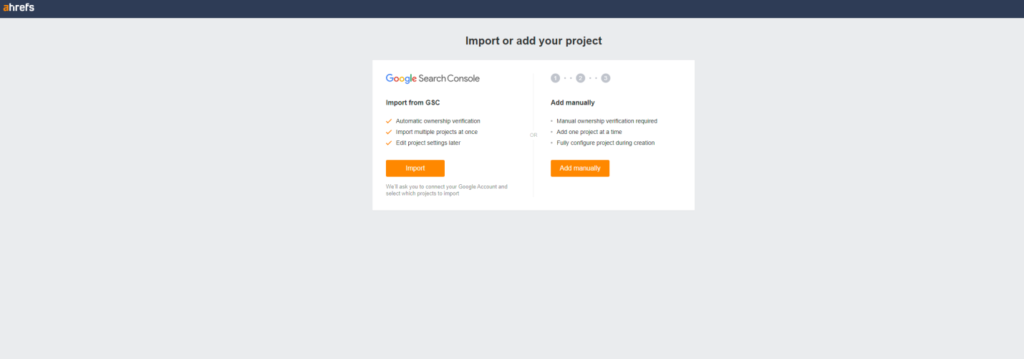 ahrefs
Import or add your project
Google Search Console
Import from GSC
Automatic ownership verification
Import multiple projects at once
Edit project settings later
Import
We'll ask you to connect your Google Account and
select which projects to import
OR
1 2 3
Add manually
Manual ownership verification required
Add one project at a time
Fully configure project during creation
Add manually